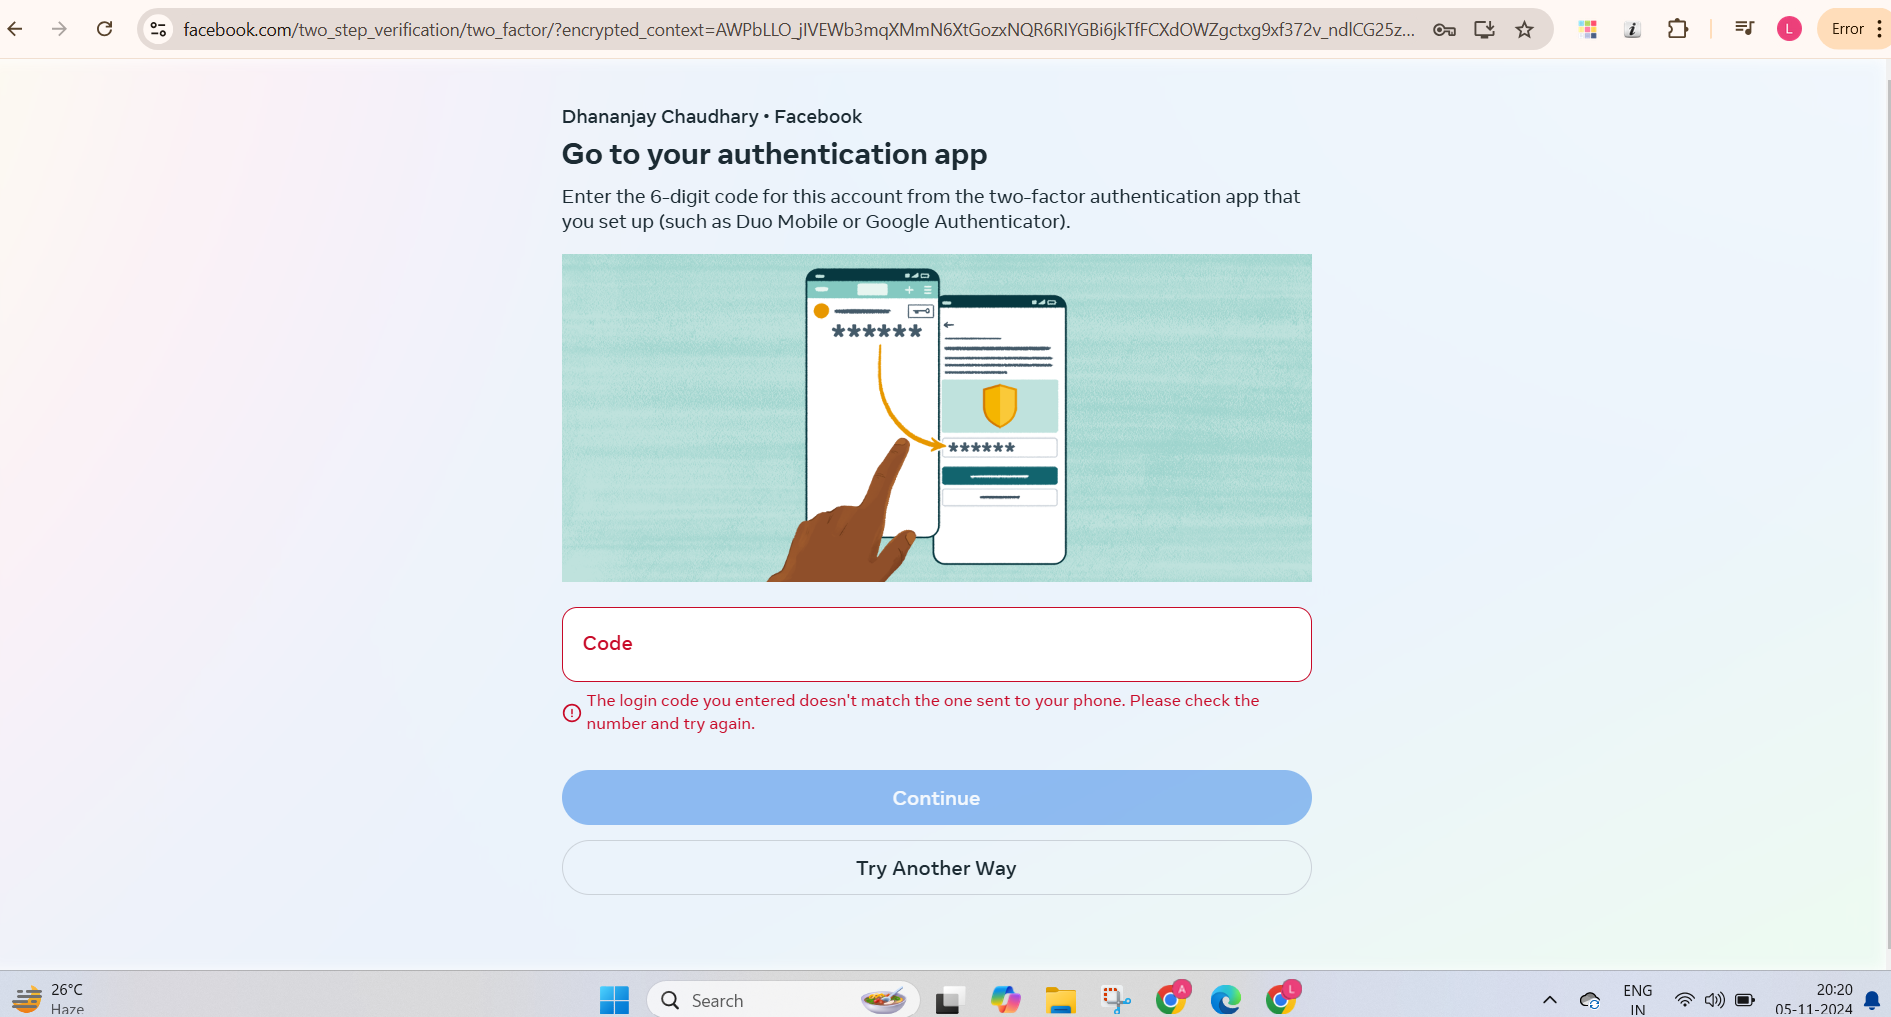 facebook.com/two_step_verification/two_factor/?encrypted_context=AWPbLLO_jIVEWb3mqXMmN6XtGozxNQR6RIYGBi6jkTfFCXdOWZgctxg9xf372v_ndlCG25z...
L
Error
Dhananjay Chaudhary • Facebook
Go to your authentication app
Enter the 6-digit code for this account from the two-factor authentication app that
you set up (such as Duo Mobile or Google Authenticator).
******
******
Code
The login code you entered doesn't match the one sent to your phone. Please check the
number and try again.
Continue
Try Another Way
26°C
Haze
Search
A
L
ENG
IN
20:20
05-11-2024